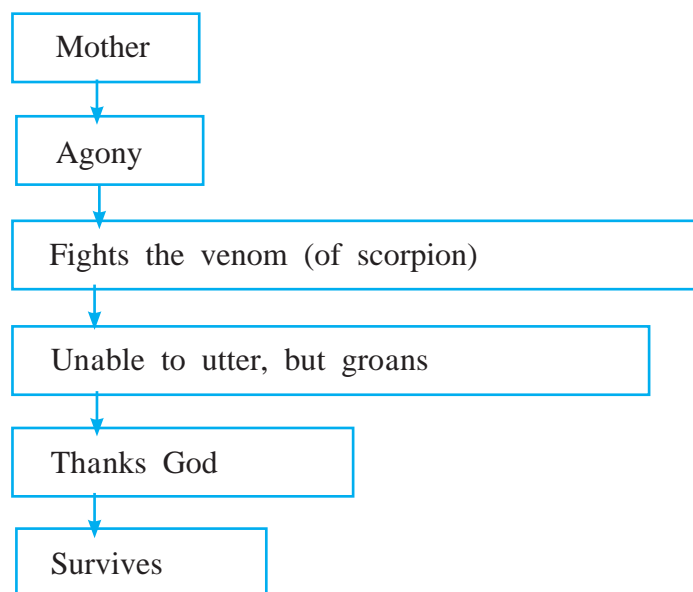 Mother
Agony
Fights the venom (of scorpion)
Unable to utter, but groans
Thanks God
Survives